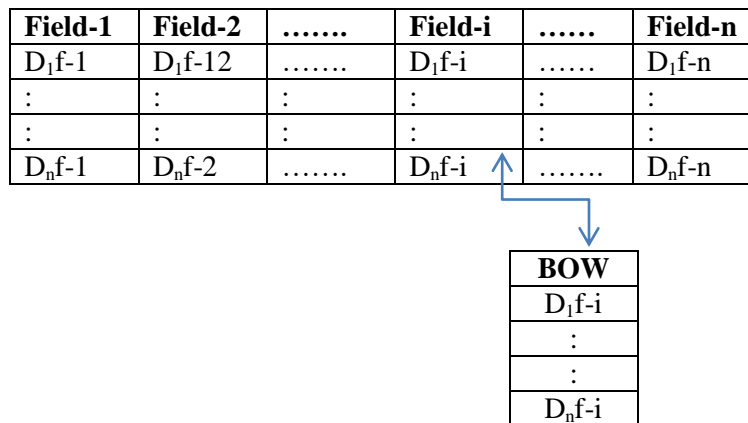 Field-1 Field-2 ……. Field-i …… Field-n
D₁f-1 D₁f-12 ……. D₁f-i …… D₁f-n
: : : : : :
: : : : : :
Dₙf-1 Dₙf-2 ……. Dₙf-i ……. Dₙf-n
BOW
D₁f-i
:
:
Dₙf-i